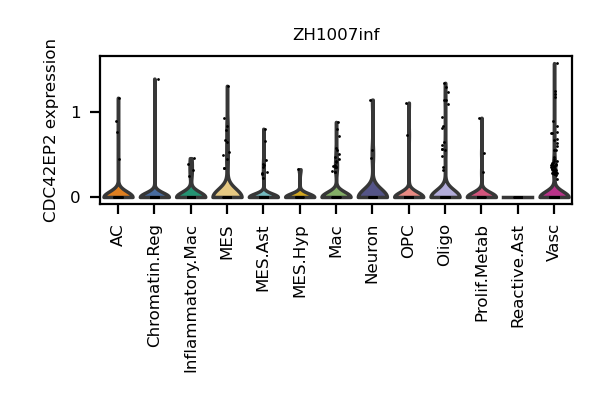 ZH1007inf
CDC42EP2 expression
1
0
AC
Chromatin.Reg
Inflammatory.Mac
MES
MES.Ast
MES.Hyp
Mac
Neuron
OPC
Oligo
Prolif.Metab
Reactive.Ast
Vasc